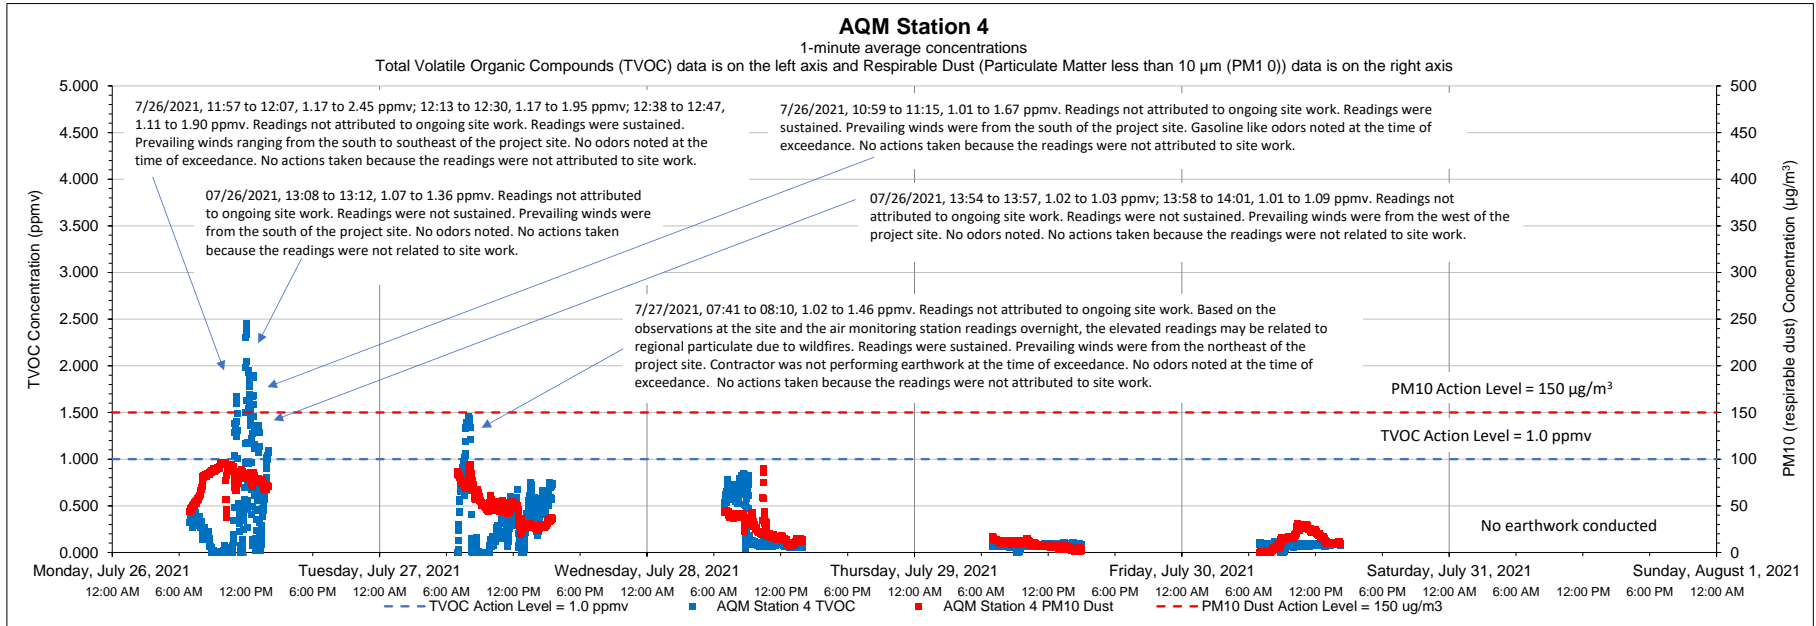 AQM Station 4
1-minute average concentrations
Total Volatile Organic Compounds (TVOC) data is on the left axis and Respirable Dust (Particulate Matter less than 10 µm (PM1 0)) data is on the right axis
TVOC Concentration (ppmv)
5.000
4.500
4.000
3.500
3.000
2.500
2.000
1.500
1.000
0.500
0.000
7/26/2021, 11:57 to 12:07, 1.17 to 2.45 ppmv; 12:13 to 12:30, 1.17 to 1.95 ppmv; 12:38 to 12:47,
1.11 to 1.90 ppmv. Readings not attributed to ongoing site work. Readings were sustained.
Prevailing winds ranging from the south to southeast of the project site. No odors noted at the
time of exceedance. No actions taken because the readings were not attributed to site work.
07/26/2021, 13:08 to 13:12, 1.07 to 1.36 ppmv. Readings not attributed
to ongoing site work. Readings were not sustained. Prevailing winds were
from the south of the project site. No odors noted. No actions taken
because the readings were not related to site work.
7/26/2021, 10:59 to 11:15, 1.01 to 1.67 ppmv. Readings not attributed to ongoing site work. Readings were
sustained. Prevailing winds were from the south of the project site. Gasoline like odors noted at the time of
exceedance. No actions taken because the readings were not attributed to site work.
07/26/2021, 13:54 to 13:57, 1.02 to 1.03 ppmv; 13:58 to 14:01, 1.01 to 1.09 ppmv. Readings not
attributed to ongoing site work. Readings were not sustained. Prevailing winds were from the west of the
project site. No odors noted. No actions taken because the readings were not related to site work.
7/27/2021, 07:41 to 08:10, 1.02 to 1.46 ppmv. Readings not attributed to ongoing site work. Based on the
observations at the site and the air monitoring station readings overnight, the elevated readings may be related to
regional particulate due to wildfires. Readings were sustained. Prevailing winds were from the northeast of the
project site. Contractor was not performing earthwork at the time of exceedance. No odors noted at the time of
exceedance. No actions taken because the readings were not attributed to site work.
PM10 Action Level = 150 µg/m³
TVOC Action Level = 1.0 ppmv
No earthwork conducted
500
450
400
350
300
250
200
150
100
50
0
PM10 (respirable dust) Concentration (µg/m³)
Monday, July 26, 2021 Tuesday, July 27, 2021 Wednesday, July 28, 2021 Thursday, July 29, 2021 Friday, July 30, 2021 Saturday, July 31, 2021 Sunday, August 1, 2021
12:00 AM 6:00 AM 12:00 PM 6:00 PM 12:00 AM 6:00 AM 12:00 PM 6:00 PM 12:00 AM 6:00 AM 12:00 PM 6:00 PM 12:00 AM 6:00 AM 12:00 PM 6:00 PM 12:00 AM 6:00 AM 12:00 PM 6:00 PM 12:00 AM 6:00 AM 12:00 PM 6:00 PM 12:00 AM
TVOC Action Level = 1.0 ppmv AQM Station 4 TVOC AQM Station 4 PM10 Dust PM10 Dust Action Level = 150 ug/m3